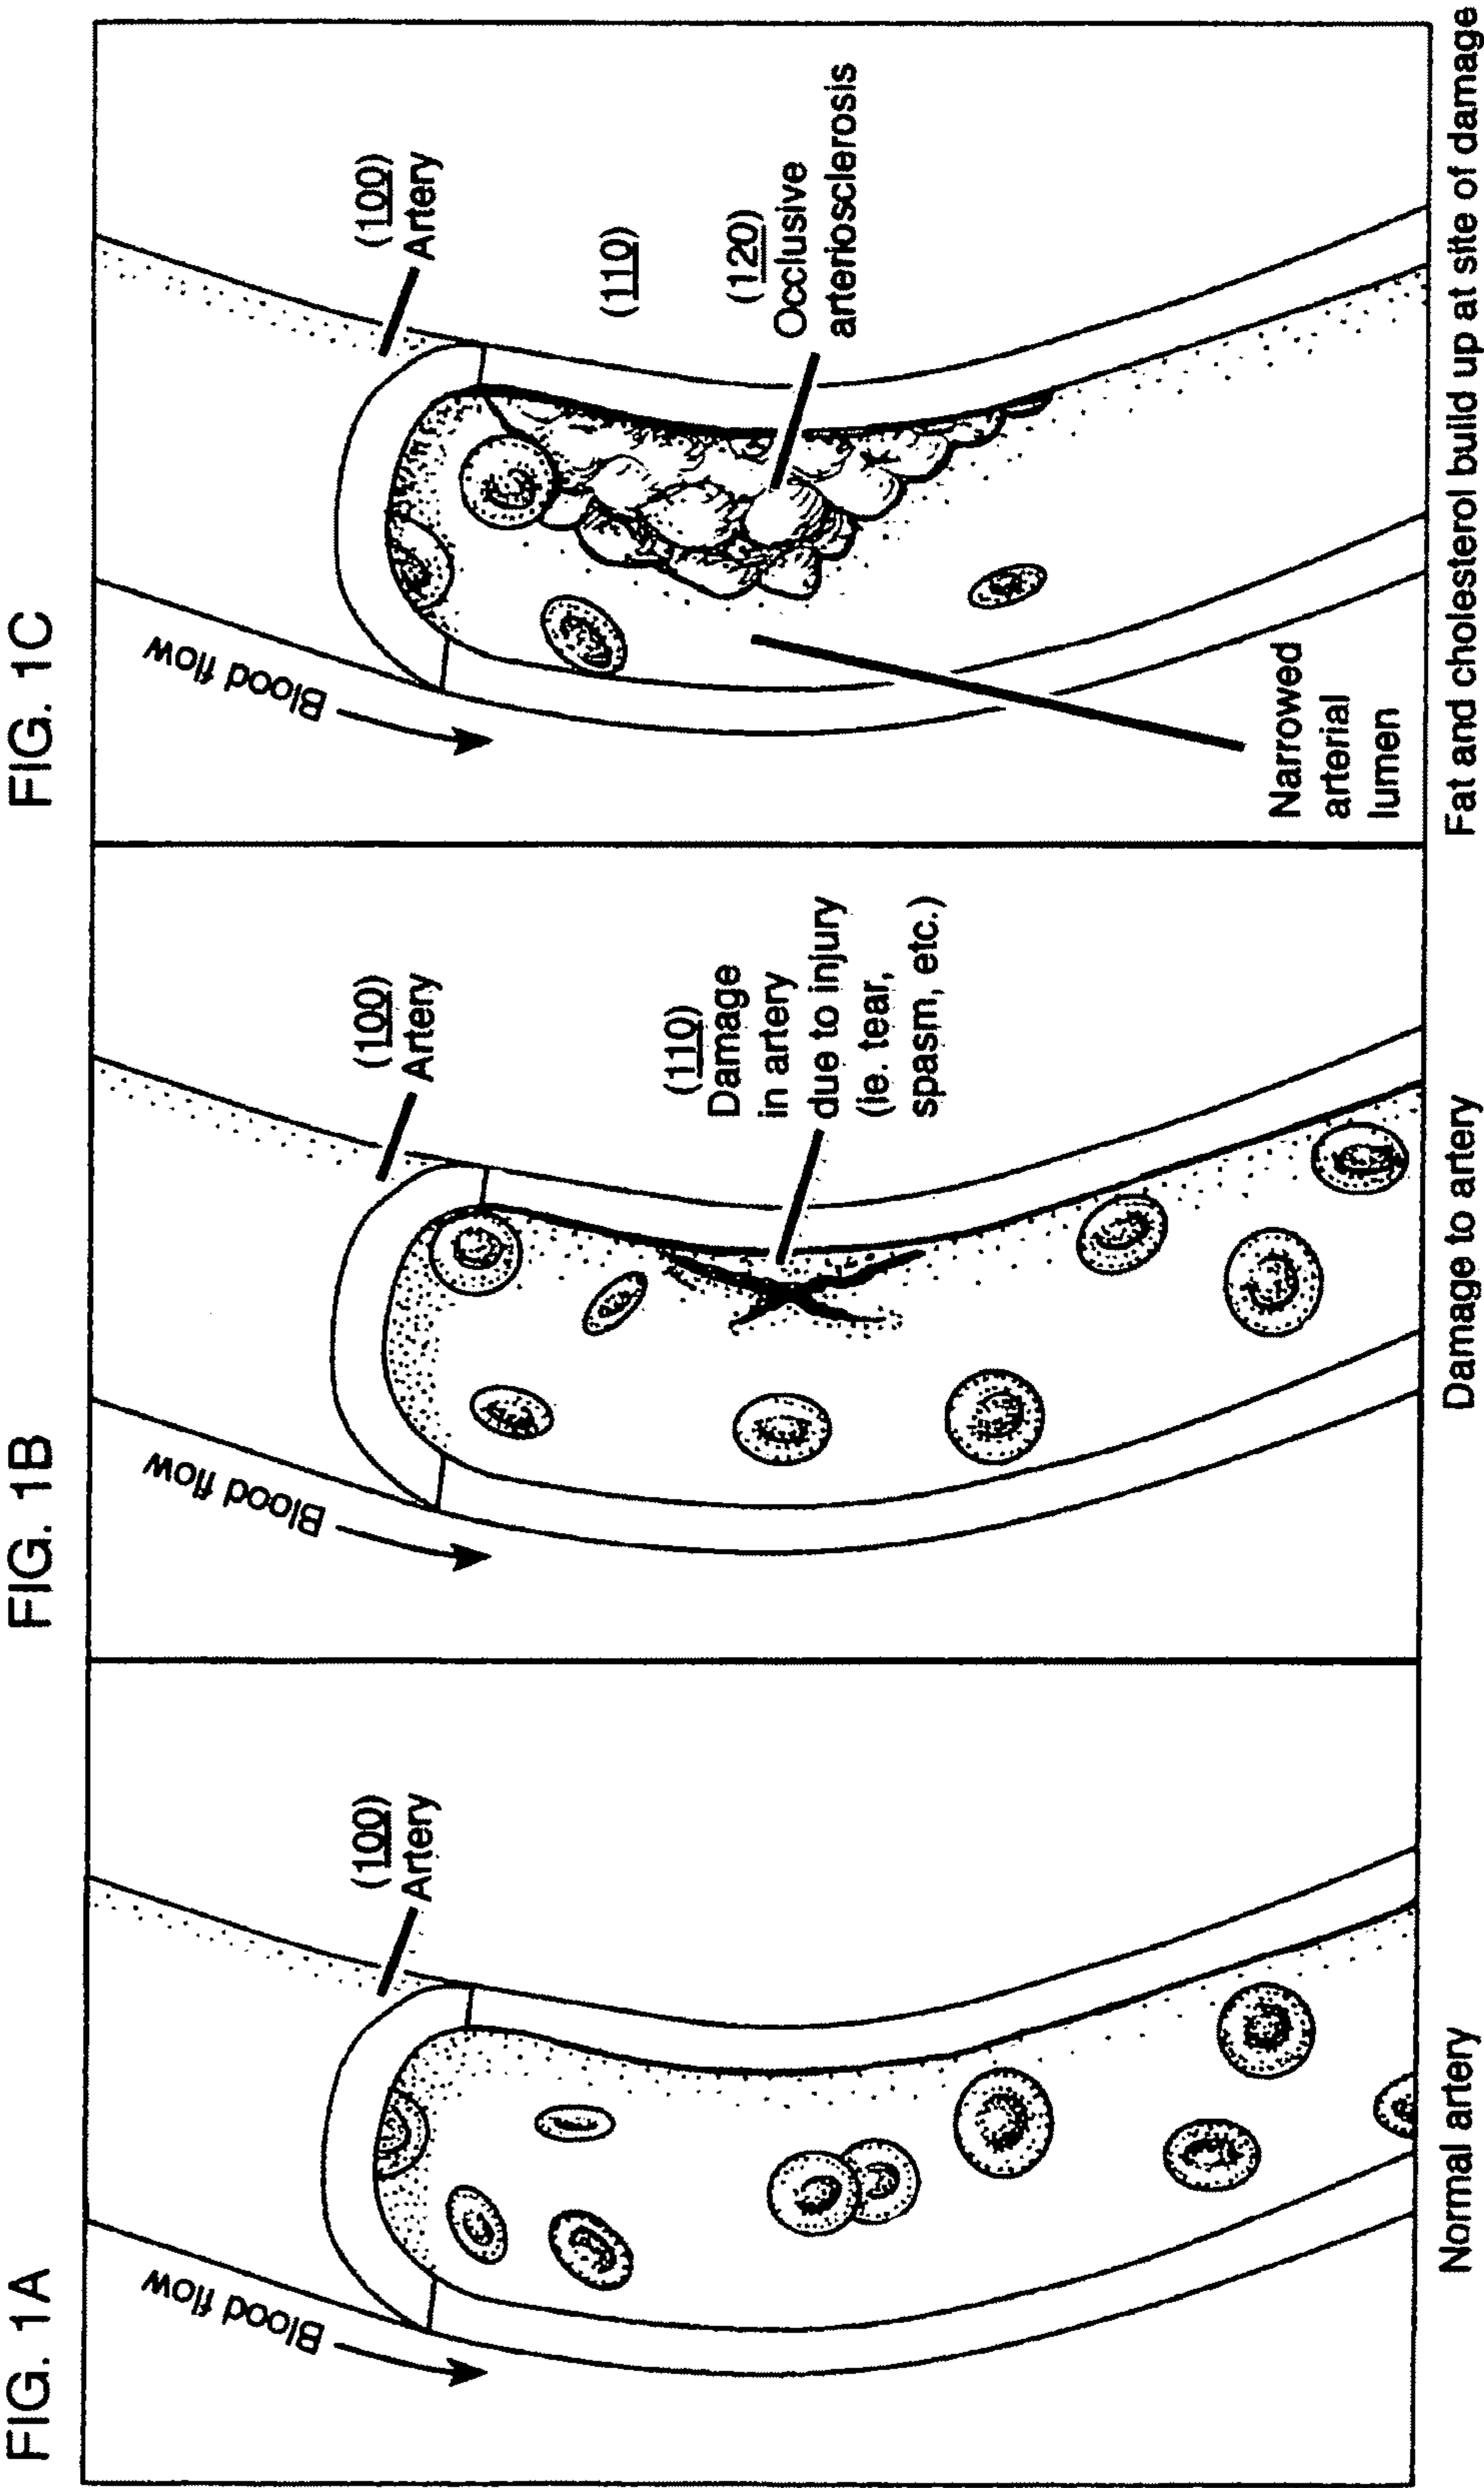 FIG. 1A
Blood flow
(100)
Artery
Normal artery
FIG. 1B
Blood flow
(100)
Artery
(110)
Damage
in artery
due to injury
(ie. tear,
spasm, etc.)
Damage to artery
FIG. 1C
Blood flow
(100)
Artery
(110)
(120)
Occlusive
arteriosclerosis
Narrowed
arterial
lumen
Fat and cholesterol build up at site of damage